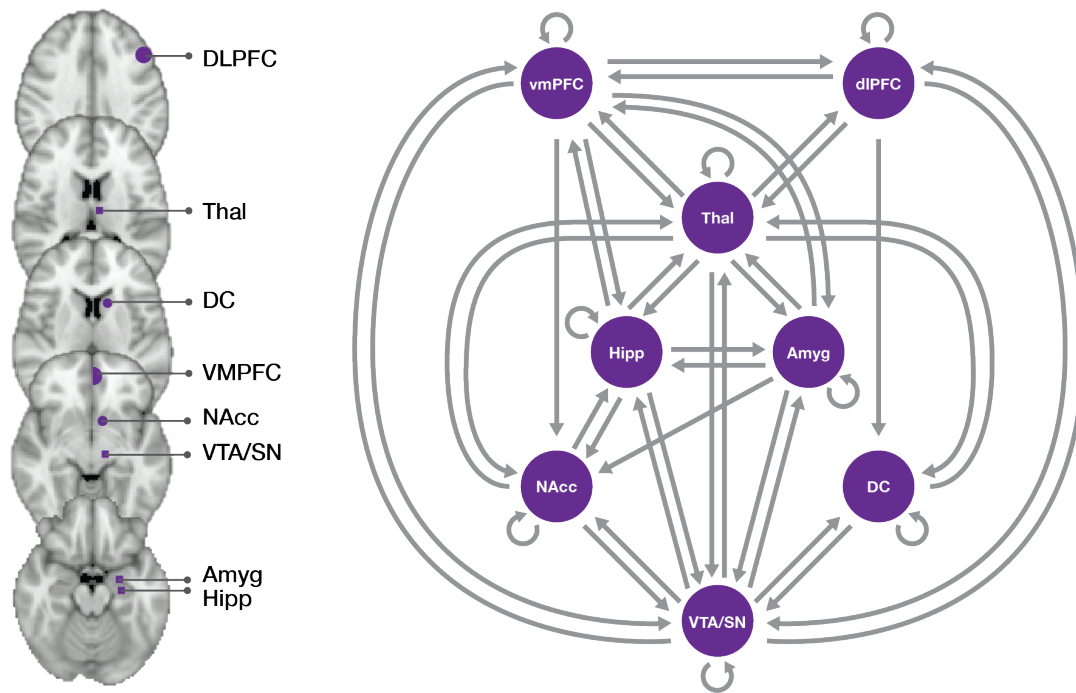 DLPFC
Thal
DC
VMPFC
NAcc
VTA/SN
Amyg
Hipp
vmPFC
dlPFC
Thal
Hipp
Amyg
NAcc
DC
VTA/SN